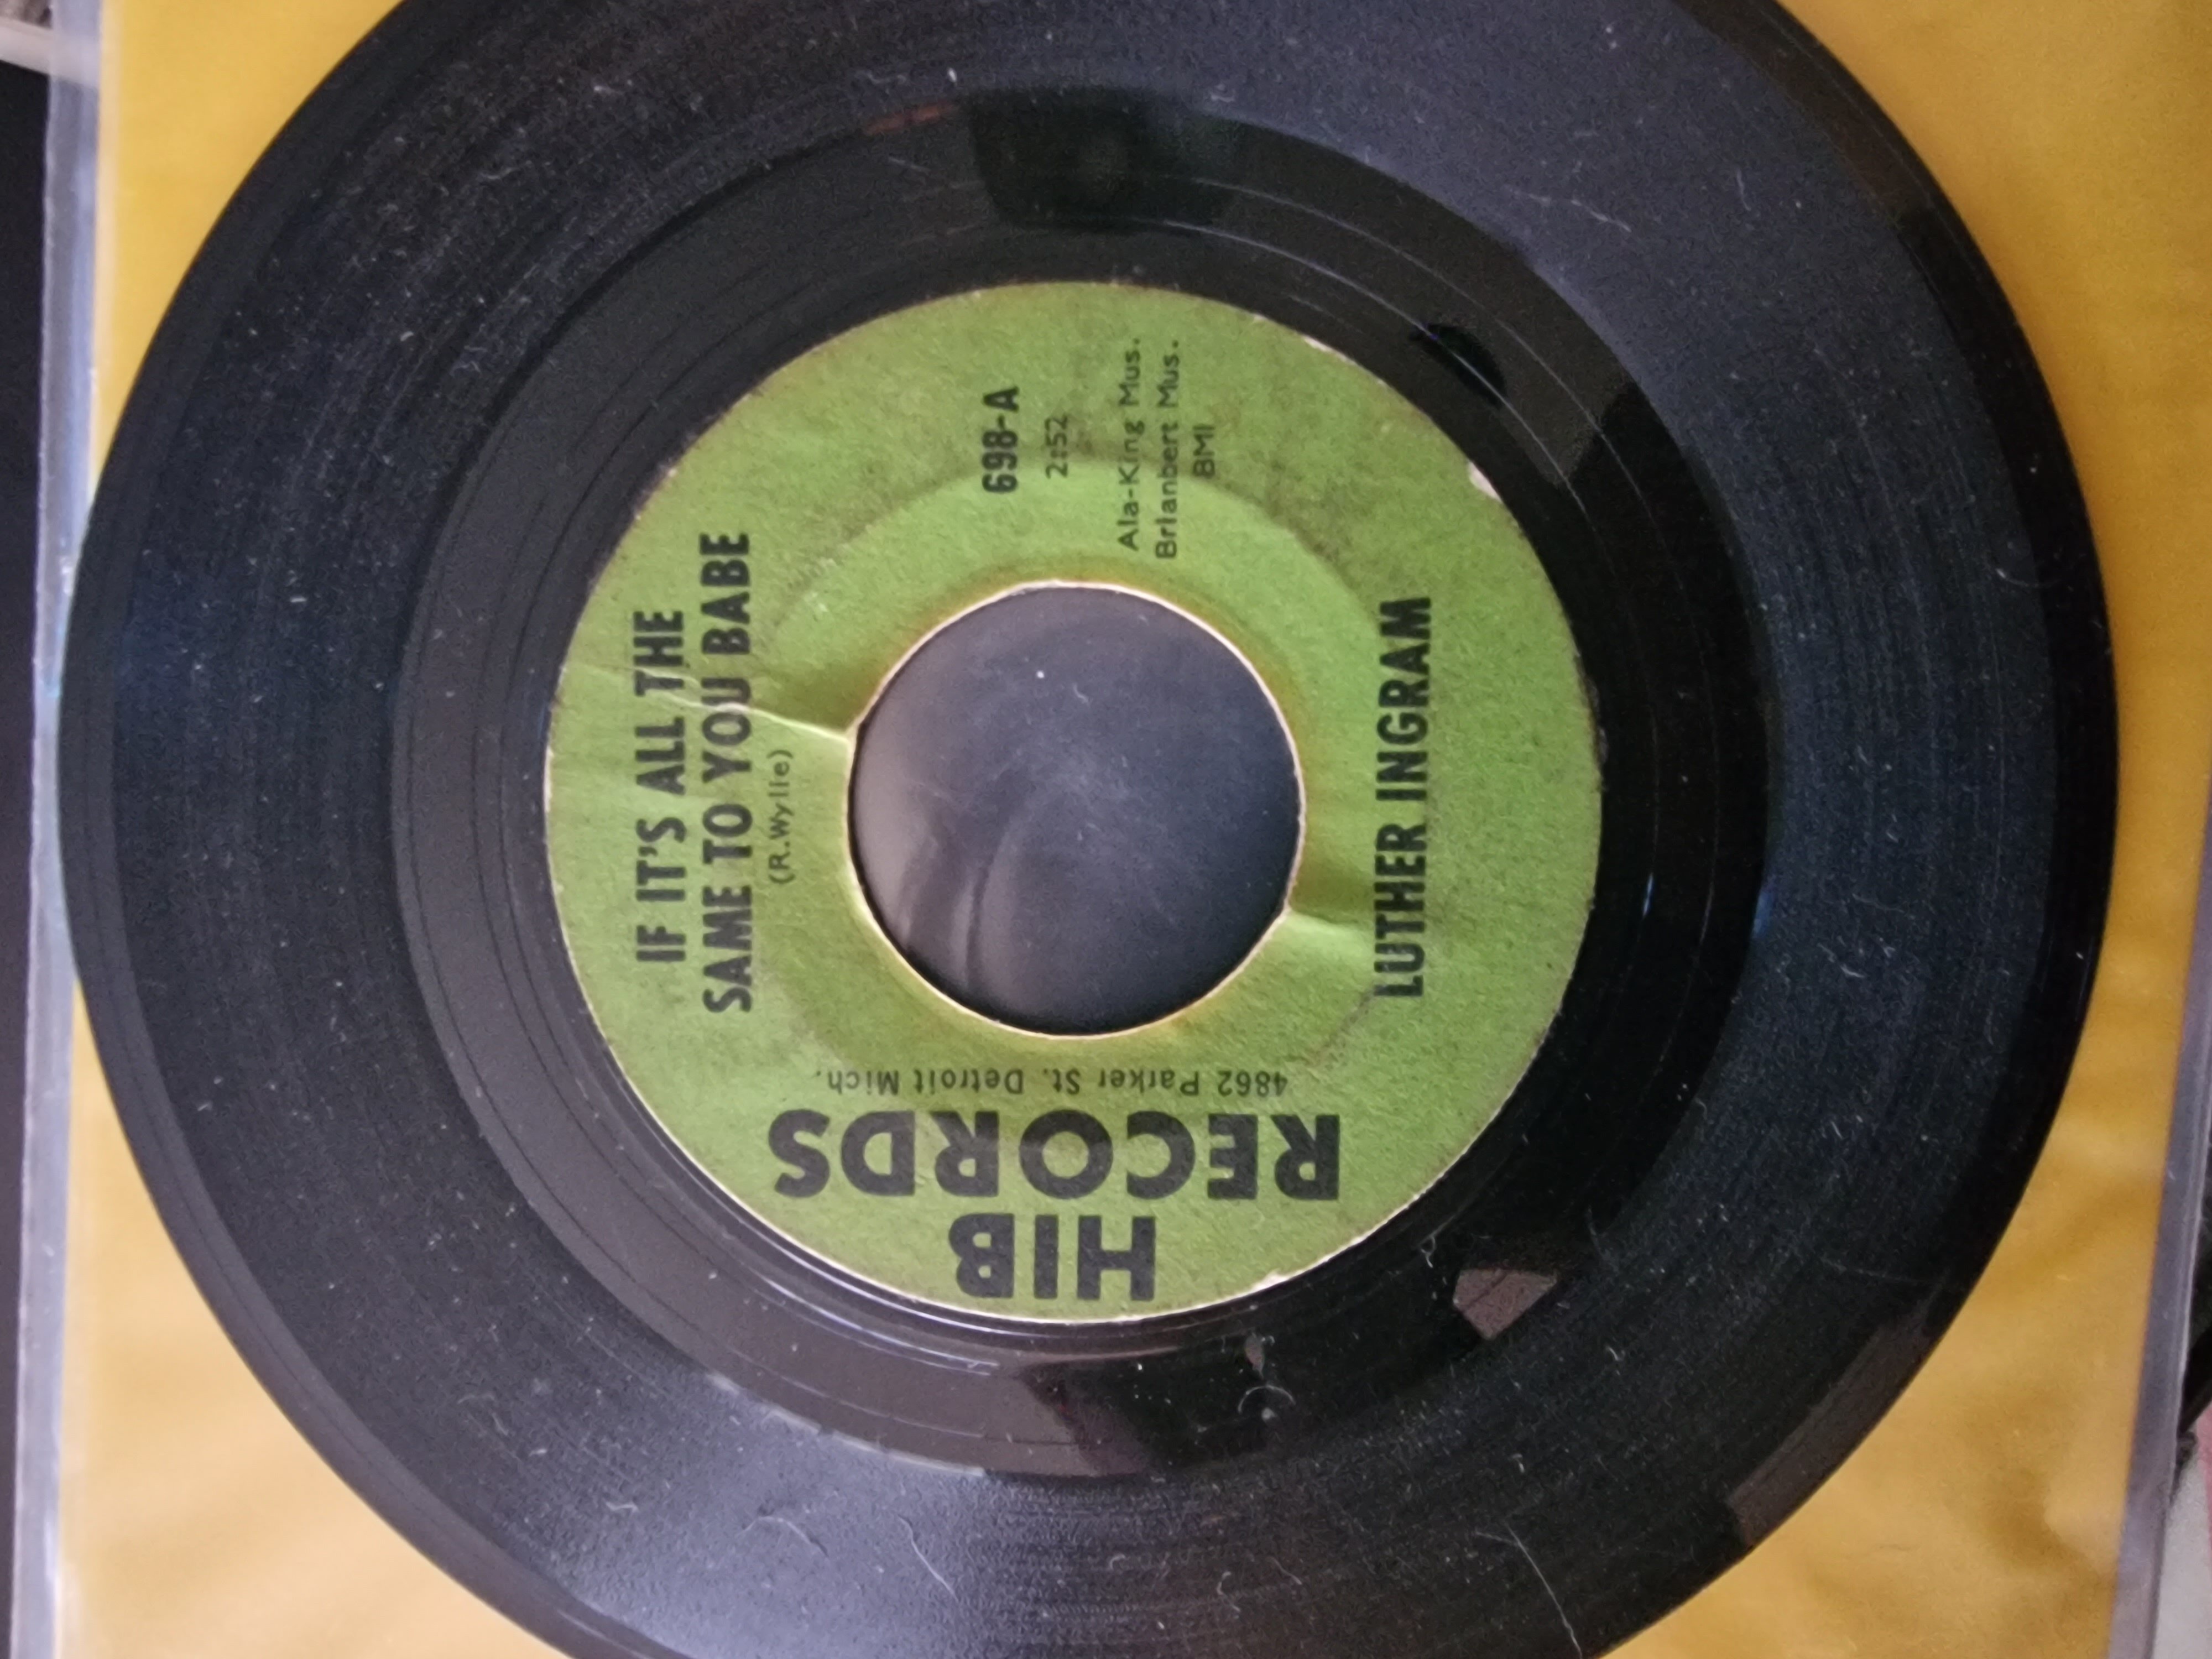 HIB
RECORDS
4862 Parker St. Detroit Mich.
IF IT'S ALL THE
SAME TO YOU BABE
(R.Wylie)
698-A
2:52
Ala-King Mus.
Brianbert Mus.
BMI
LUTHER INGRAM